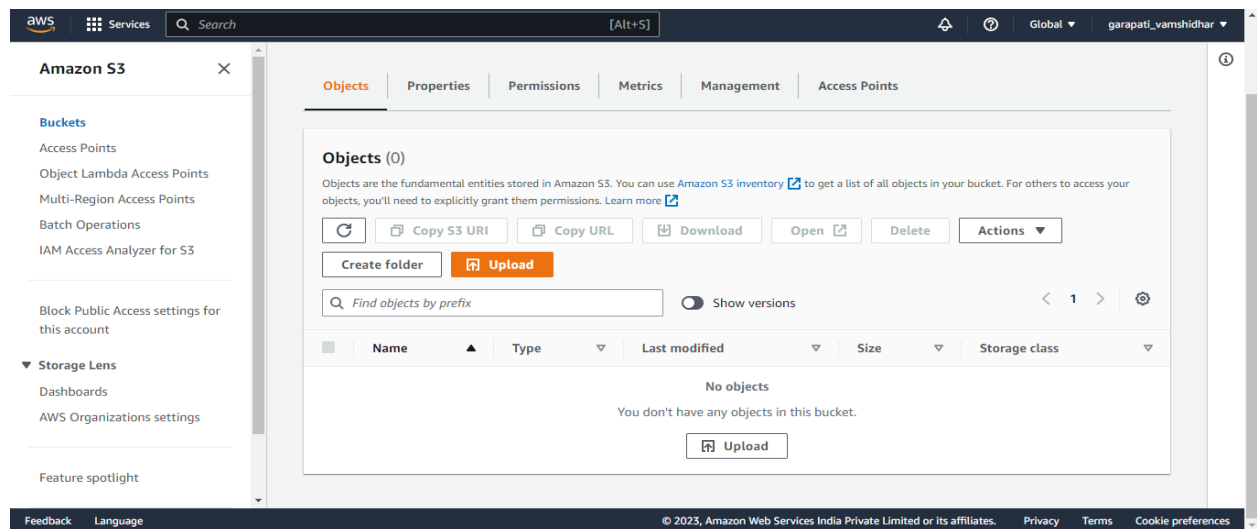 aws Services Search [Alt+S] Global garapati_vamshidhar
Amazon S3
Buckets
Access Points
Object Lambda Access Points
Multi-Region Access Points
Batch Operations
IAM Access Analyzer for S3
Block Public Access settings for
this account
Storage Lens
Dashboards
AWS Organizations settings
Feature spotlight
Objects Properties Permissions Metrics Management Access Points
Objects (0)
Objects are the fundamental entities stored in Amazon S3. You can use Amazon S3 inventory to get a list of all objects in your bucket. For others to access your
objects, you'll need to explicitly grant them permissions. Learn more
Copy S3 URI Copy URL Download Open Delete Actions
Create folder Upload
Find objects by prefix Show versions 1
Name Type Last modified Size Storage class
No objects
You don't have any objects in this bucket.
Upload
Feedback Language © 2023, Amazon Web Services India Private Limited or its affiliates. Privacy Terms Cookie preferences